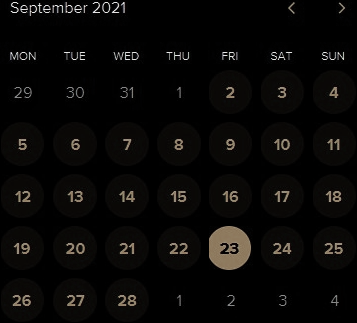 September 2021
MON TUE WED THU FRI SAT SUN
29 30 31 1 2 3 4
5 6 7 8 9 10 11
12 13 14 15 16 17 18
19 20 21 22 23 24 25
26 27 28 1 2 3 4